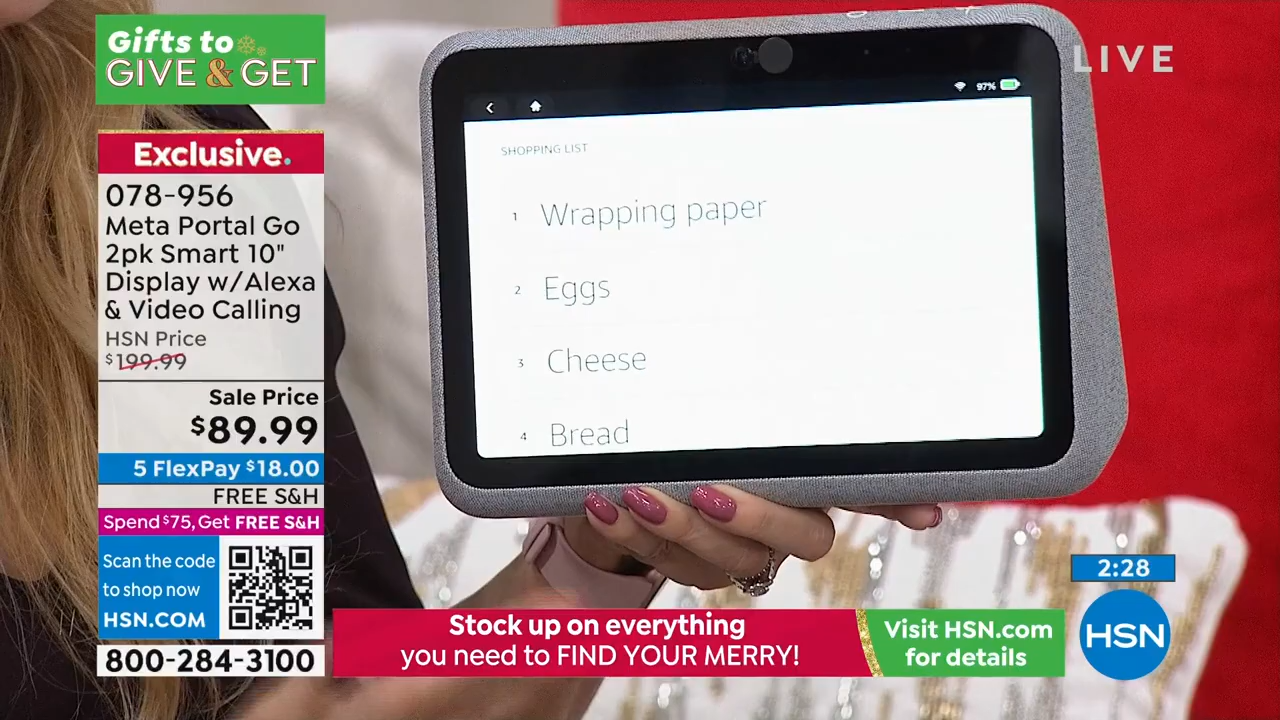 Gifts to
GIVE & GET
Exclusive.
078-956
Meta Portal Go
2pk Smart 10"
Display w/Alexa
& Video Calling
HSN Price
$199.99
Sale Price
$89.99
5 FlexPay $18.00
FREE S&H
Spend $75, Get FREE S&H
Scan the code
to shop now
HSN.COM
800-284-3100
LIVE
97%
SHOPPING LIST
1 Wrapping paper
2 Eggs
3 Cheese
4 Bread
Stock up on everything
you need to FIND YOUR MERRY!
Visit HSN.com
for details
2:28
HSN